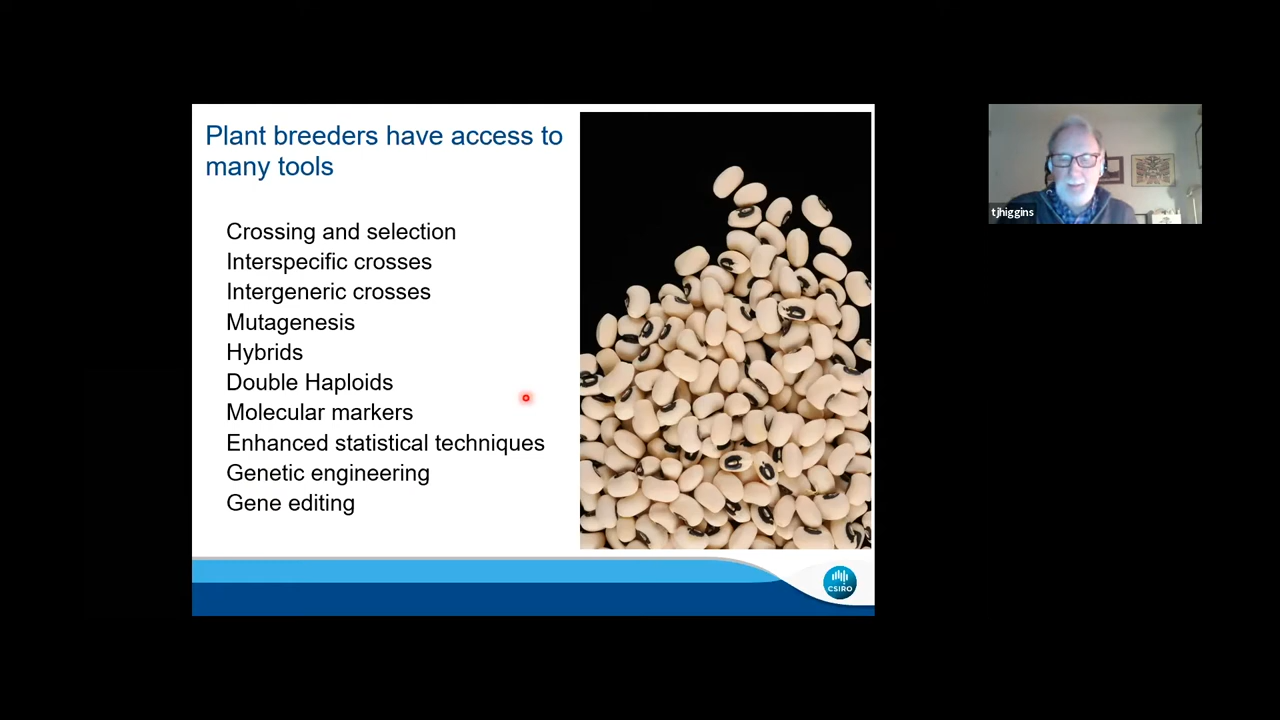 Plant breeders have access to
many tools
Crossing and selection
Interspecific crosses
Intergeneric crosses
Mutagenesis
Hybrids
Double Haploids
Molecular markers
Enhanced statistical techniques
Genetic engineering
Gene editing
CSIRO
tjhiggins